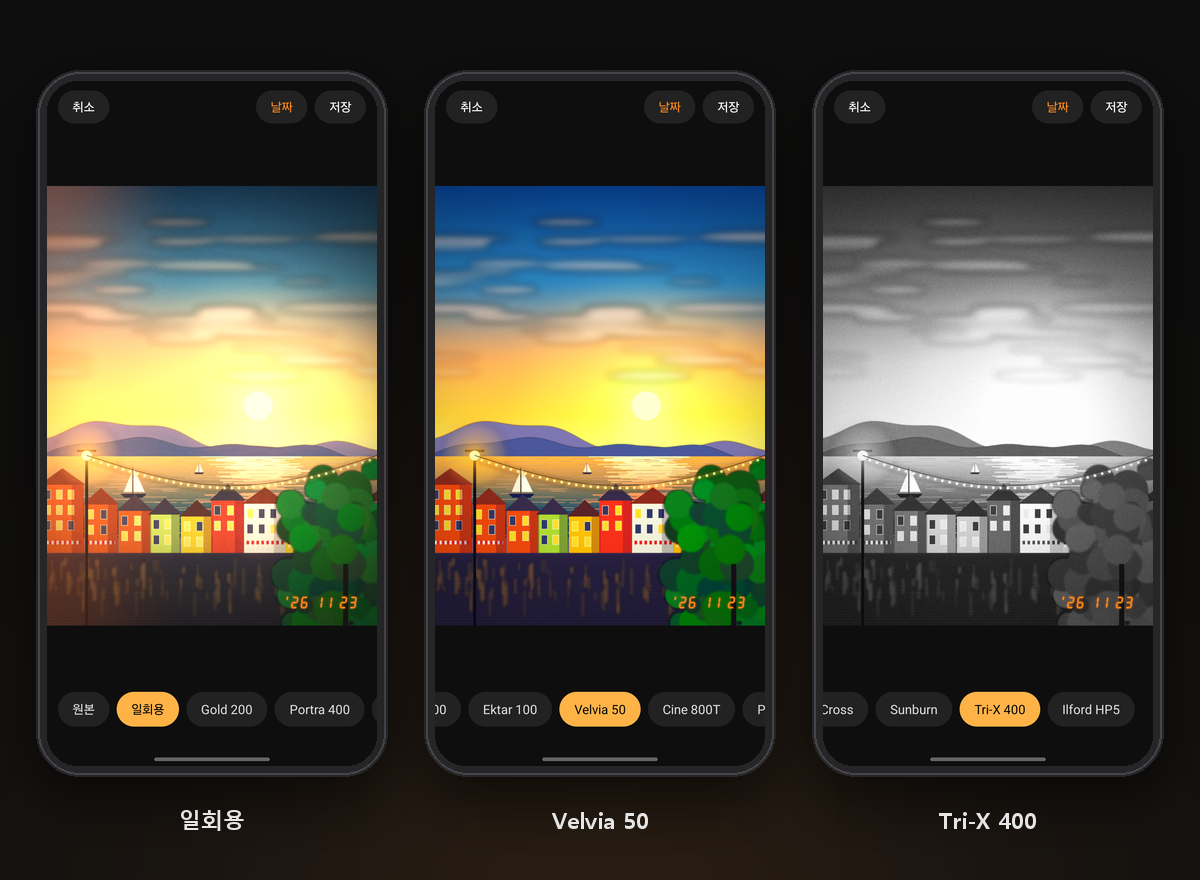 취소 날짜 저장
'26 11 23
원본 일회용 Gold 200 Portra 400
일회용
취소 날짜 저장
'26 11 23
00 Ektar 100 Velvia 50 Cine 800T P
Velvia 50
취소 날짜 저장
'26 11 23
Cross Sunburn Tri-X 400 Ilford HP5
Tri-X 400